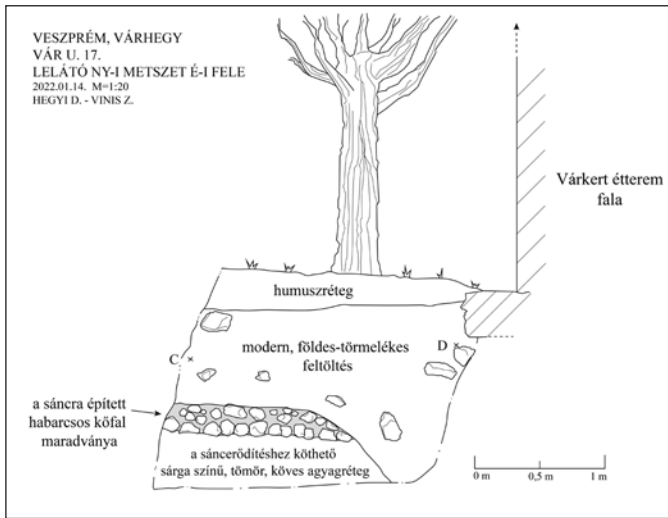 VESZPRÉM, VÁRHEGY
VÁR U. 17.
LELÁTÓ NY-I METSZET É-I FELE
2022.01.14. M=1:20
HEGYI D. - VINIS Z.
Várkert étterem
fala
humuszréteg
C
modern, földes-törmelékes
feltöltés
D
a sáncra épített
habarcsos kőfal
maradványa
a sáncerődítéshez köthető
sárga színű, tömör, köves agyagréteg
0 m
0,5 m
1 m